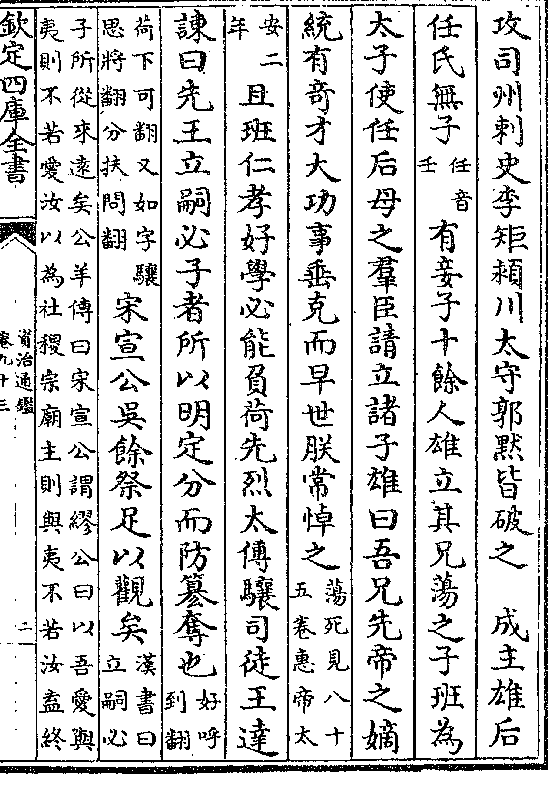 攻司州刺史李矩潁川太守郭黙皆破之　成主雄后
任氏無子任音壬有妾子十餘人雄立其兄蕩之子班為
太子使任后母之羣臣請立諸子雄曰吾兄先帝之嫡
統有奇才大功事垂克而早世朕常悼之蕩死見八十五卷惠帝太
安二年且班仁孝好學必能負荷先烈太傅驤司徒王達
諫曰先王立嗣必子者所以明定分而防簒奪也好呼到翻
荷下可翻又如字驤思將翻分扶問翻宋宣公吳餘祭足以觀矣漢書曰立嗣必
子所從來遠矣公羊傳曰宋宣公謂繆公曰以吾愛與
夷則不若愛汝以為社稷宗廟主則與夷不若汝盍終
欽定四庫全書
資治通鑑
卷九十三
二